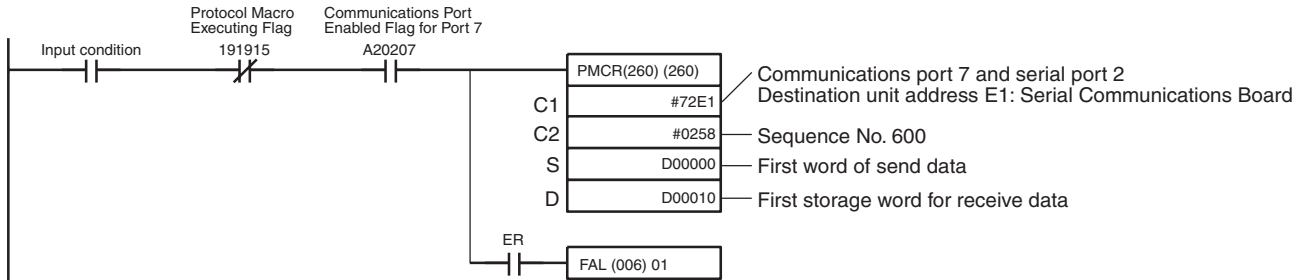 Protocol Macro
Executing Flag
Communications Port
Enabled Flag for Port 7
Input condition
191915
A20207
PMCR(260) (260)
C1
#72E1
Communications port 7 and serial port 2
Destination unit address E1: Serial Communications Board
C2
#0258
Sequence No. 600
S
D00000
First word of send data
D
D00010
First storage word for receive data
ER
FAL (006) 01